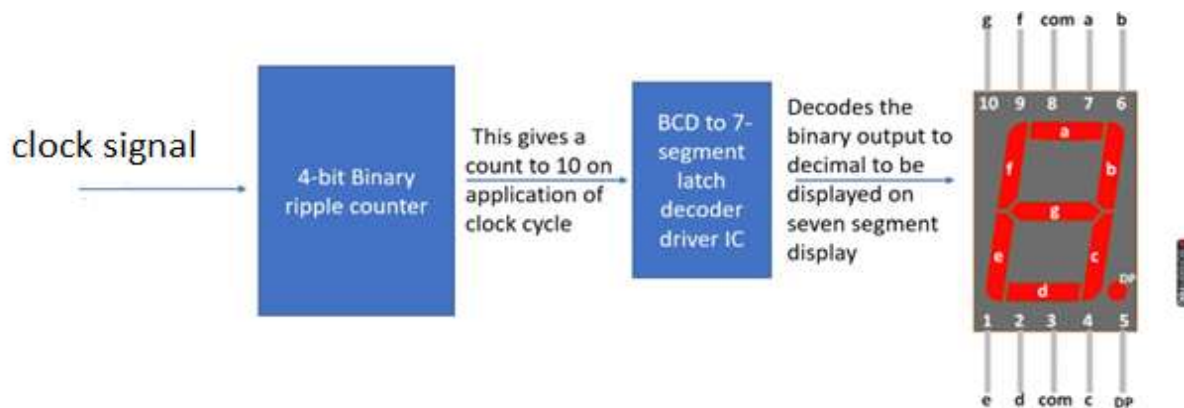 clock signal
4-bit Binary
ripple counter
This gives a
count to 10 on
application of
clock cycle
BCD to 7-
segment
latch
decoder
driver IC
Decodes the
binary output to
decimal to be
displayed on
seven segment
display
g f com a b
10 9 8 7 6
a
f b
g
e c
d DP
1 2 3 4 5
e d com c DP